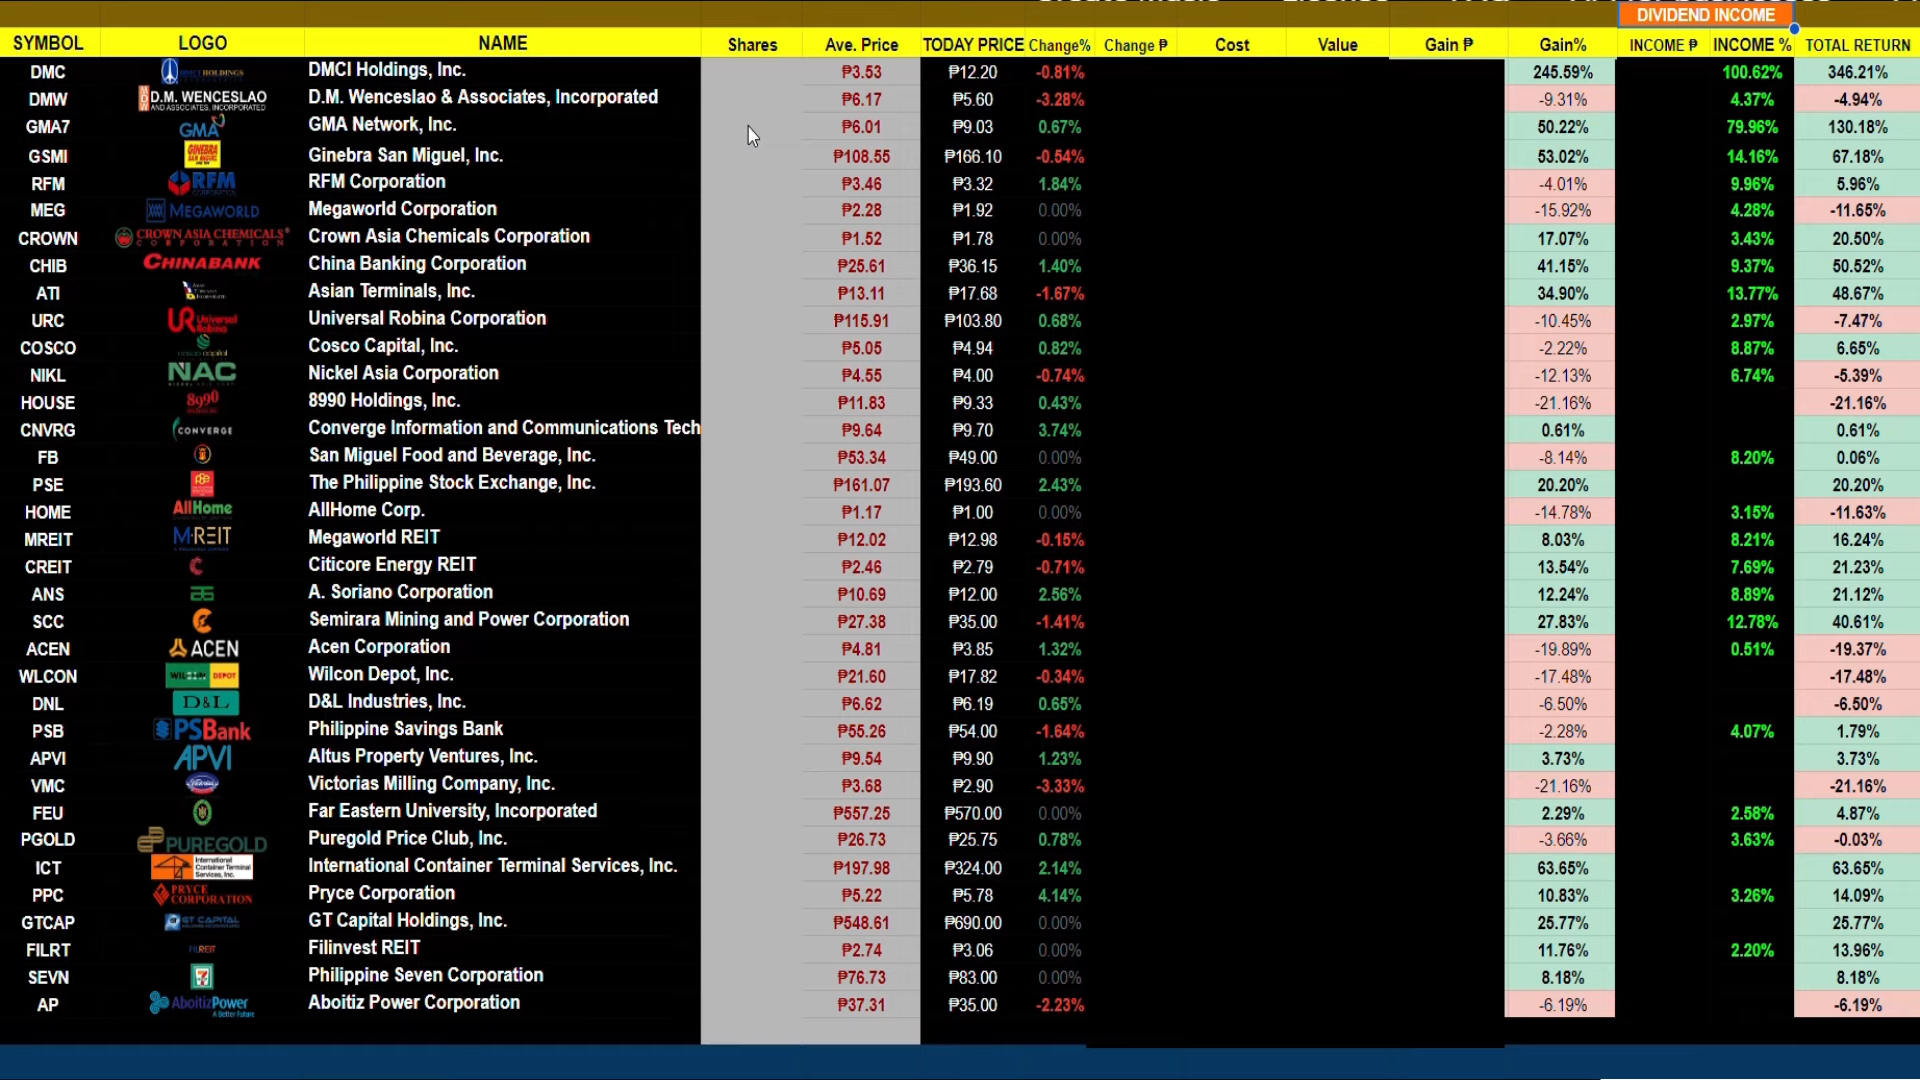 DIVIDEND INCOME
SYMBOL LOGO NAME Shares Ave. Price TODAY PRICE Change% Change ₱ Cost Value Gain ₱ Gain% INCOME ₱ INCOME % TOTAL RETURN
DMC DMCI HOLDINGS DMCI Holdings, Inc. ₱3.53 ₱12.20 -0.81% 245.59% 100.62% 346.21%
DMW D.M. WENCESLAO AND ASSOCIATES, INCORPORATED D.M. Wenceslao & Associates, Incorporated ₱6.17 ₱5.60 -3.28% -9.31% 4.37% -4.94%
GMA7 GMA GMA Network, Inc. ₱6.01 ₱9.03 0.67% 50.22% 79.96% 130.18%
GSMI GINEBRA SAN MIGUEL Ginebra San Miguel, Inc. ₱108.55 ₱166.10 -0.54% 53.02% 14.16% 67.18%
RFM RFM CORPORATION RFM Corporation ₱3.46 ₱3.32 1.84% -4.01% 9.96% 5.96%
MEG MEGAWORLD Megaworld Corporation ₱2.28 ₱1.92 0.00% -15.92% 4.28% -11.65%
CROWN CROWN ASIA CHEMICALS CORPORATION Crown Asia Chemicals Corporation ₱1.52 ₱1.78 0.00% 17.07% 3.43% 20.50%
CHIB CHINABANK China Banking Corporation ₱25.61 ₱36.15 1.40% 41.15% 9.37% 50.52%
ATI Asian Terminals, Inc. ₱13.11 ₱17.68 -1.67% 34.90% 13.77% 48.67%
URC UR Universal Robina Universal Robina Corporation ₱115.91 ₱103.80 0.68% -10.45% 2.97% -7.47%
COSCO cosco capital Cosco Capital, Inc. ₱5.05 ₱4.94 0.82% -2.22% 8.87% 6.65%
NIKL NAC Nickel Asia Corporation ₱4.55 ₱4.00 -0.74% -12.13% 6.74% -5.39%
HOUSE 8990 8990 Holdings, Inc. ₱11.83 ₱9.33 0.43% -21.16% -21.16%
CNVRG CONVERGE Converge Information and Communications Tech ₱9.64 ₱9.70 3.74% 0.61% 0.61%
FB San Miguel Food and Beverage, Inc. ₱53.34 ₱49.00 0.00% -8.14% 8.20% 0.06%
PSE The Philippine Stock Exchange, Inc. ₱161.07 ₱193.60 2.43% 20.20% 20.20%
HOME AllHome AllHome Corp. ₱1.17 ₱1.00 0.00% -14.78% 3.15% -11.63%
MREIT M·REIT Megaworld REIT ₱12.02 ₱12.98 -0.15% 8.03% 8.21% 16.24%
CREIT Citicore Energy REIT ₱2.46 ₱2.79 -0.71% 13.54% 7.69% 21.23%
ANS A. Soriano Corporation ₱10.69 ₱12.00 2.56% 12.24% 8.89% 21.12%
SCC Semirara Mining and Power Corporation ₱27.38 ₱35.00 -1.41% 27.83% 12.78% 40.61%
ACEN ACEN Acen Corporation ₱4.81 ₱3.85 1.32% -19.89% 0.51% -19.37%
WLCON WILCON DEPOT Wilcon Depot, Inc. ₱21.60 ₱17.82 -0.34% -17.48% -17.48%
DNL D&L D&L Industries, Inc. ₱6.62 ₱6.19 0.65% -6.50% -6.50%
PSB PSBank Philippine Savings Bank ₱55.26 ₱54.00 -1.64% -2.28% 4.07% 1.79%
APVI APVI Altus Property Ventures, Inc. ₱9.54 ₱9.90 1.23% 3.73% 3.73%
VMC Victorias Victorias Milling Company, Inc. ₱3.68 ₱2.90 -3.33% -21.16% -21.16%
FEU Far Eastern University, Incorporated ₱557.25 ₱570.00 0.00% 2.29% 2.58% 4.87%
PGOLD PUREGOLD Puregold Price Club, Inc. ₱26.73 ₱25.75 0.78% -3.66% 3.63% -0.03%
ICT International Container Terminal Services, Inc. International Container Terminal Services, Inc. ₱197.98 ₱324.00 2.14% 63.65% 63.65%
PPC PRYCE CORPORATION Pryce Corporation ₱5.22 ₱5.78 4.14% 10.83% 3.26% 14.09%
GTCAP GT CAPITAL GT Capital Holdings, Inc. ₱548.61 ₱690.00 0.00% 25.77% 25.77%
FILRT FILREIT Filinvest REIT ₱2.74 ₱3.06 0.00% 11.76% 2.20% 13.96%
SEVN Philippine Seven Corporation ₱76.73 ₱83.00 0.00% 8.18% 8.18%
AP AboitizPower A Better Future Aboitiz Power Corporation ₱37.31 ₱35.00 -2.23% -6.19% -6.19%